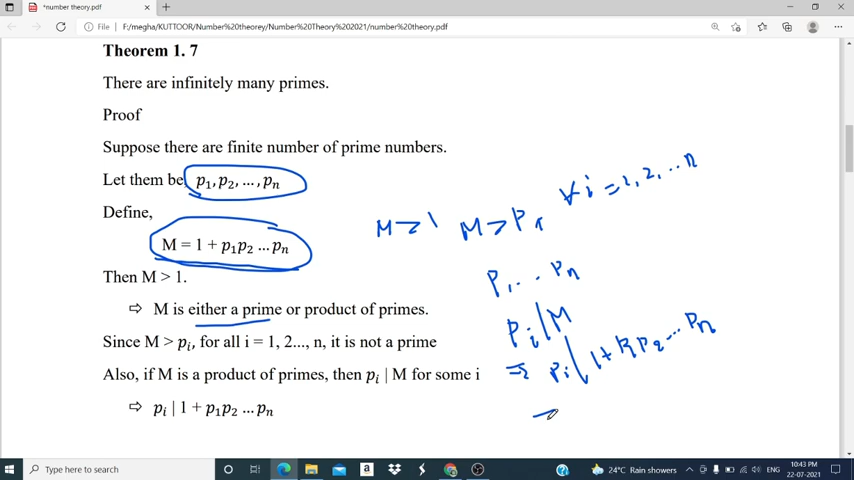 *number theory.pdf
File | F:/megha/KUTTOOR/Number%20theorey/Number%20Theory%202021/number%20theory.pdf
Theorem 1. 7
There are infinitely many primes.
Proof
Suppose there are finite number of prime numbers.
Let them be, p₁, p₂, …, pₙ
Define,
M = 1 + p₁p₂ … pₙ
M > 1 M > Pᵢ ∀ i = 1, 2, .. n
Then M > 1.
P₁ ... Pₙ
⇨ M is either a prime or product of primes.
Pᵢ | M
Since M > pᵢ, for all i = 1, 2..., n, it is not a prime
⇒ Pᵢ | 1 + P₁P₂ ... Pₙ
Also, if M is a product of primes, then pᵢ | M for some i
⇨ pᵢ | 1 + p₁p₂ … pₙ
Type here to search
24°C Rain showers
ENG
10:43 PM
22-07-2021